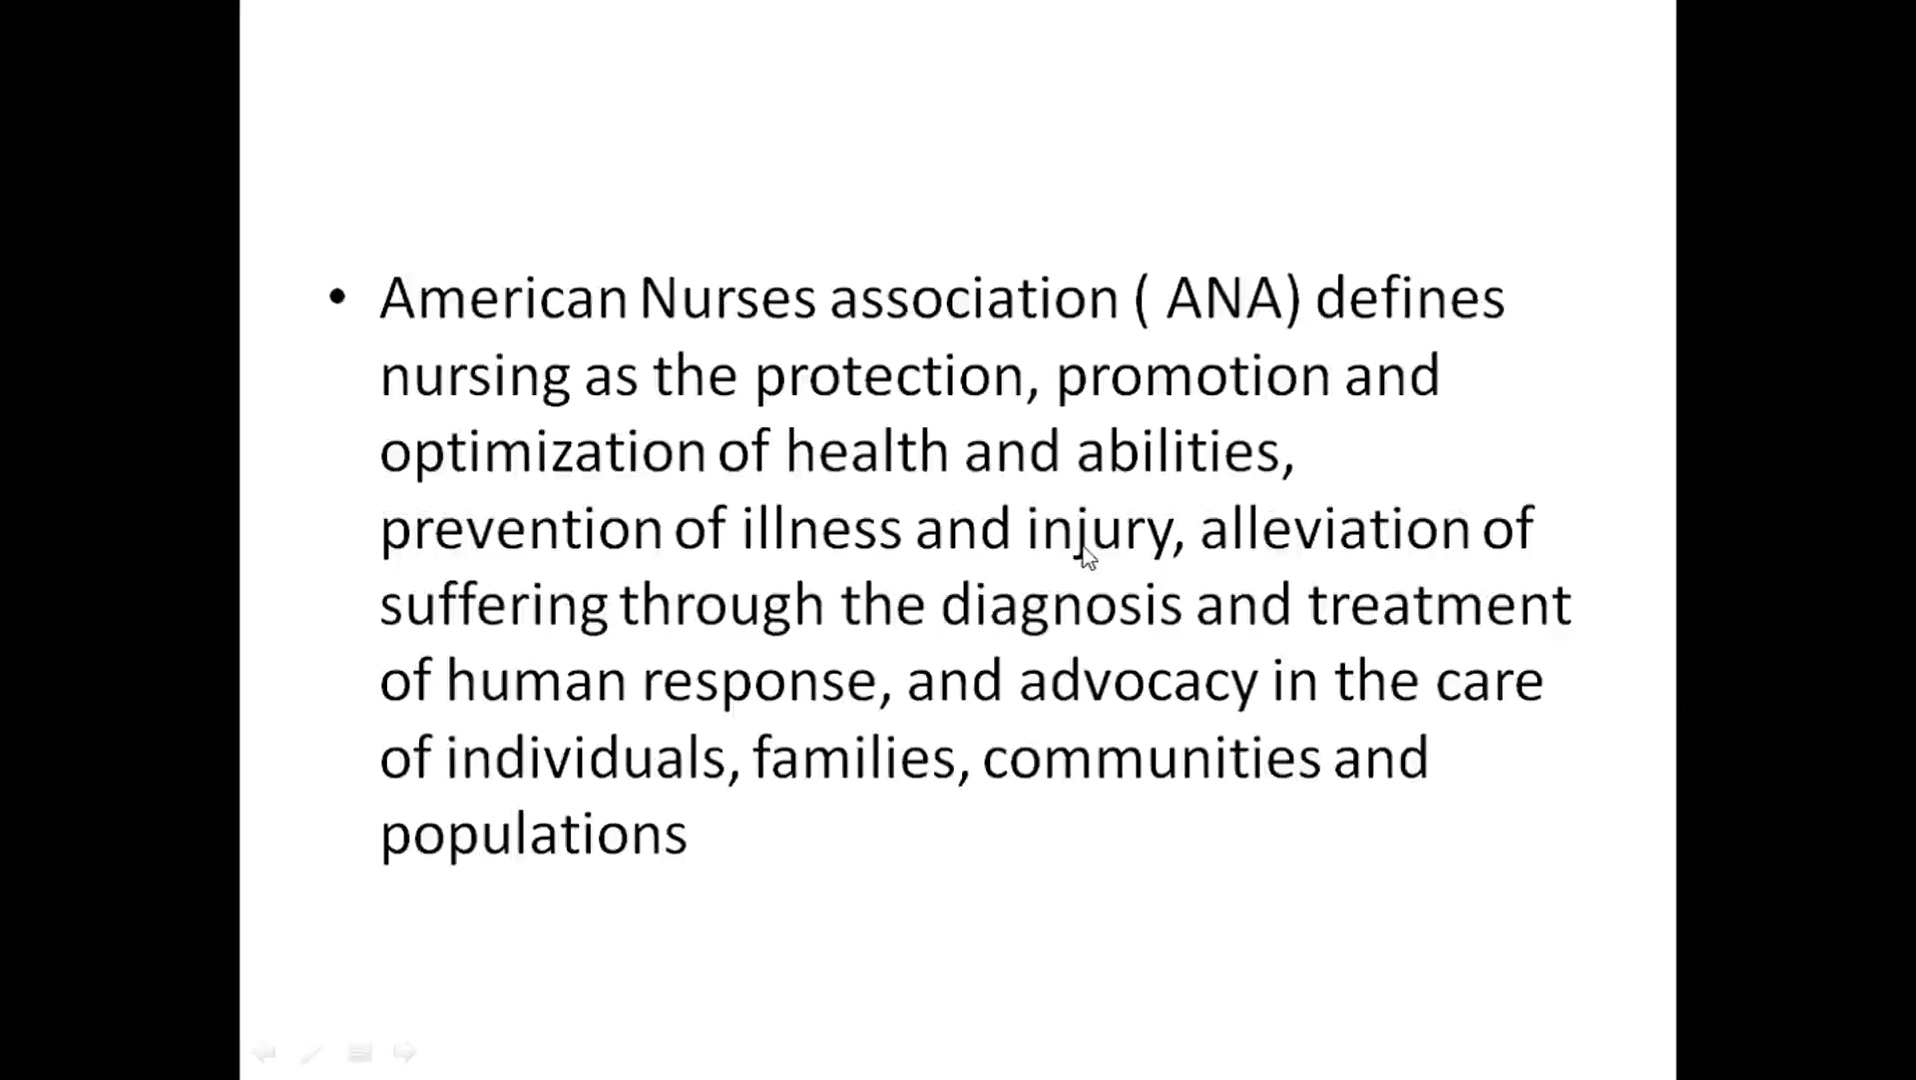 • American Nurses association ( ANA) defines
nursing as the protection, promotion and
optimization of health and abilities,
prevention of illness and injury, alleviation of
suffering through the diagnosis and treatment
of human response, and advocacy in the care
of individuals, families, communities and
populations